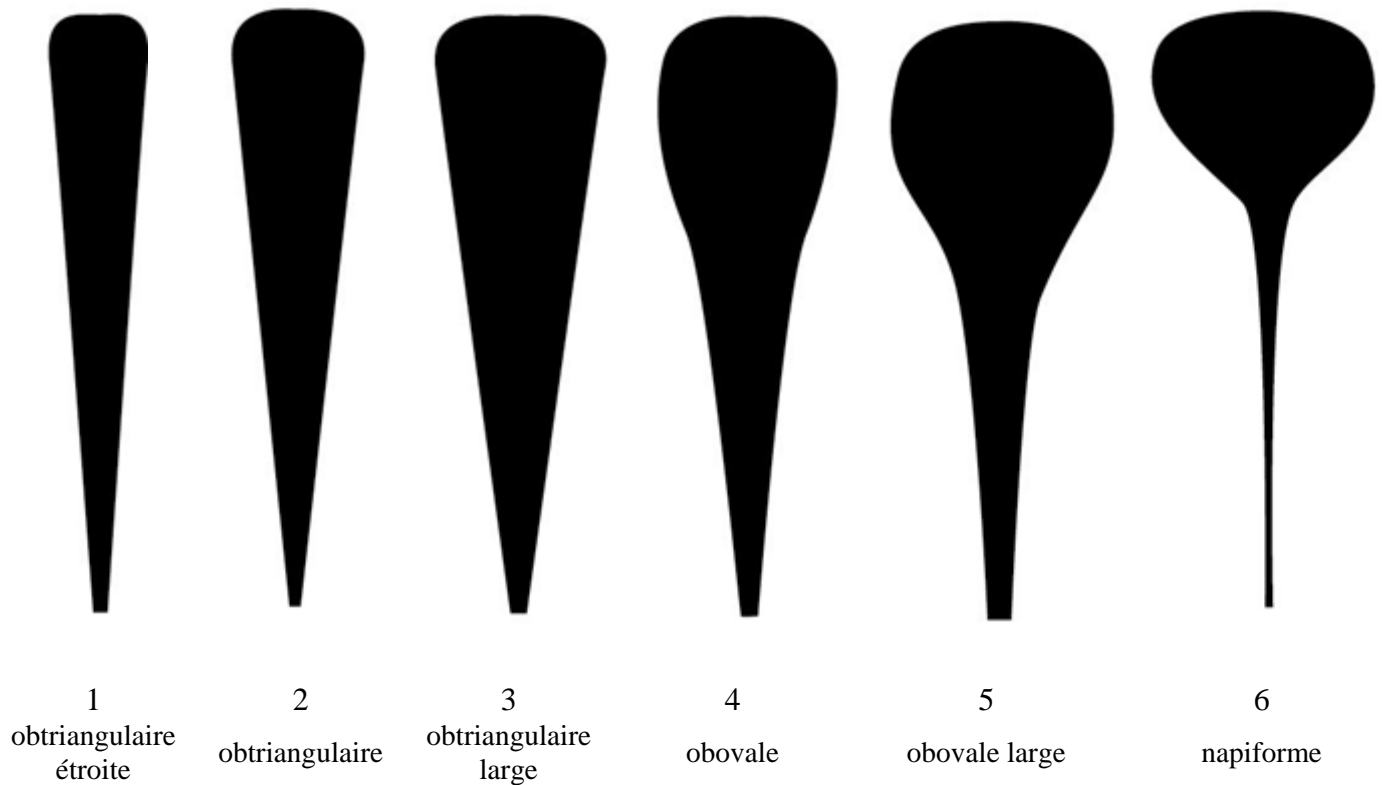 1 2 3 4 5 6
obtriangulaire étroite
obtriangulaire
obtriangulaire large
obovale
obovale large
napiforme